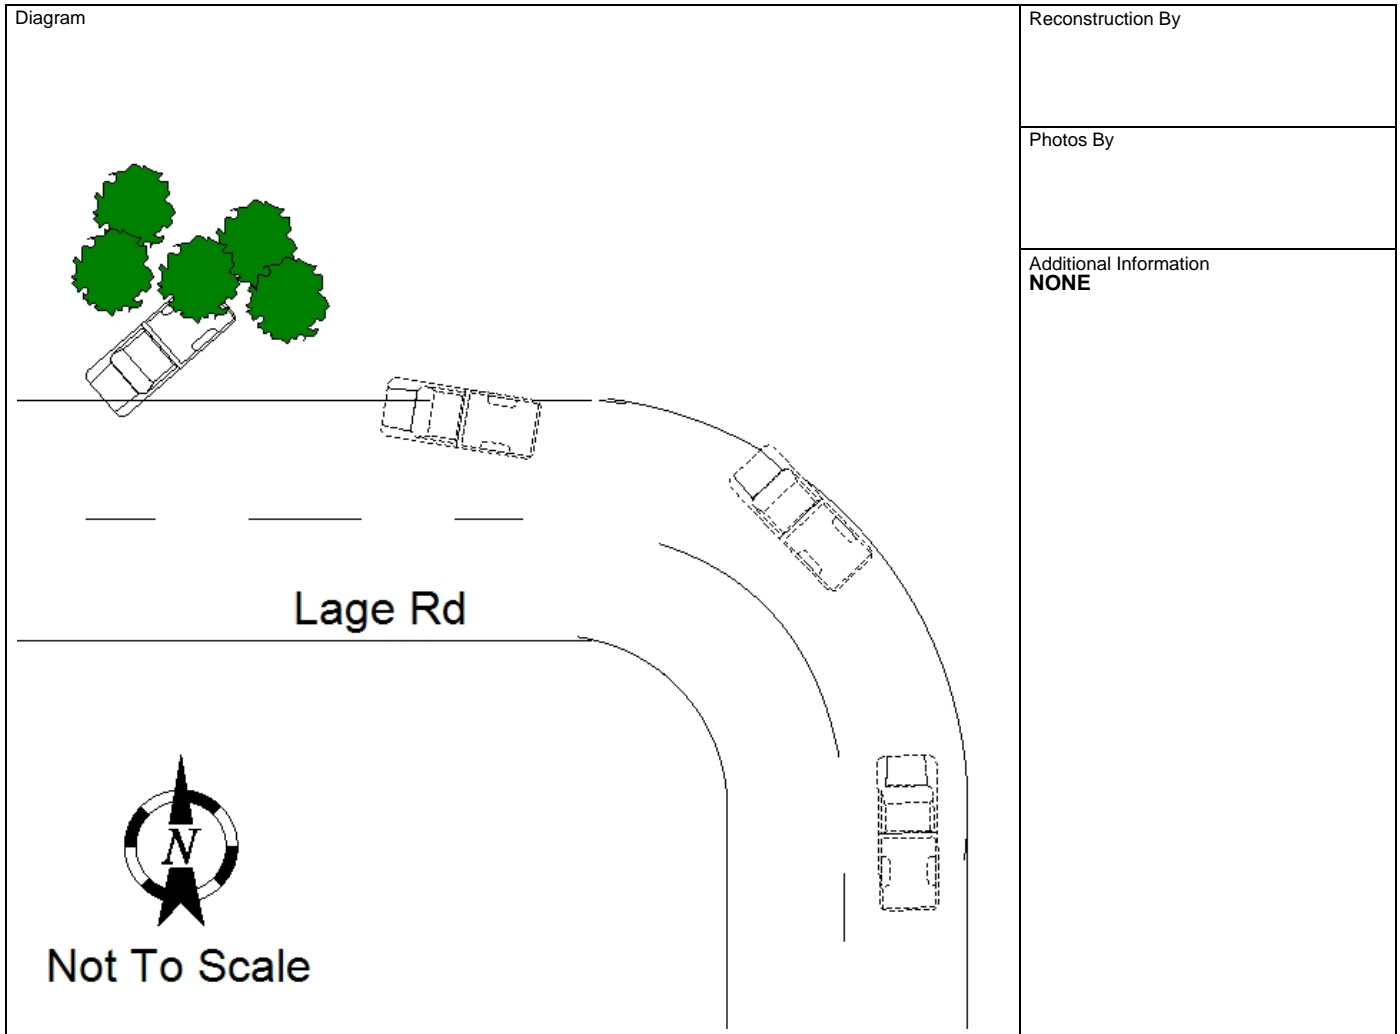 Diagram
Reconstruction By
Photos By
Additional Information
NONE
Lage Rd
N
Not To Scale